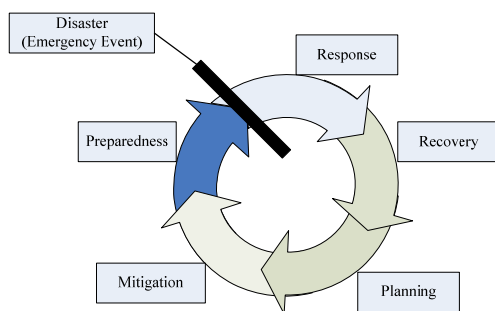 Disaster
(Emergency Event)
Response
Preparedness
Recovery
Mitigation
Planning